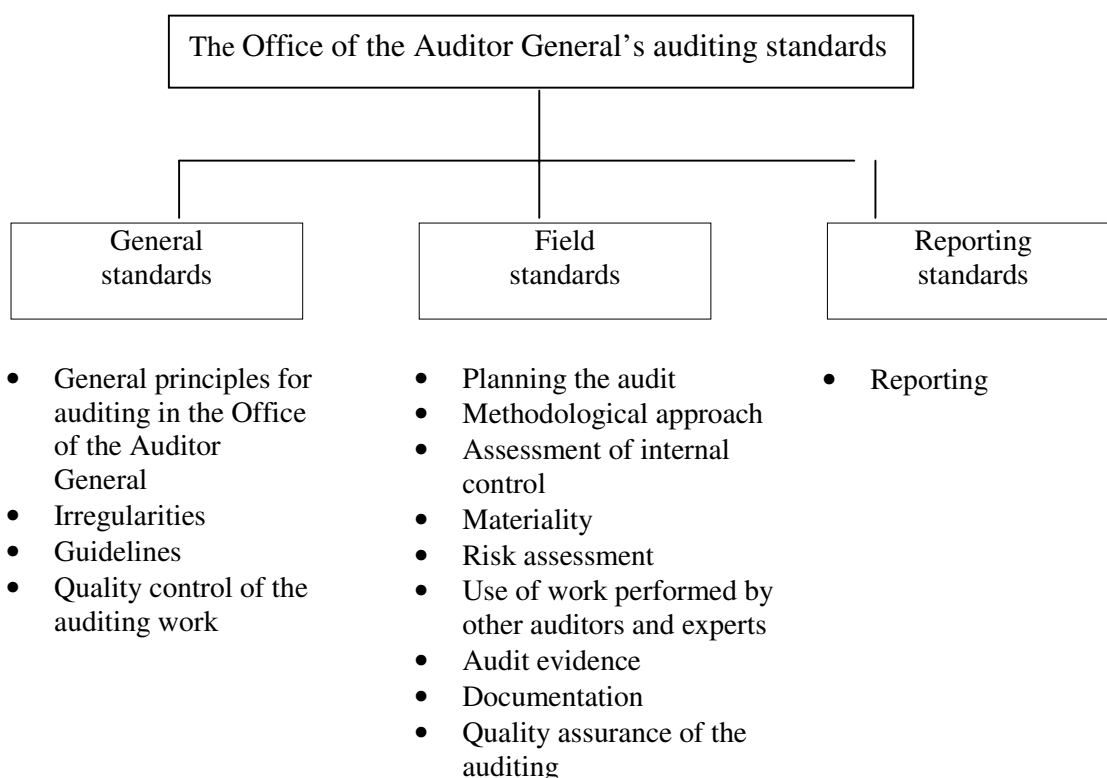 The Office of the Auditor General’s auditing standards
General
standards
Field
standards
Reporting
standards
• General principles for
auditing in the Office
of the Auditor
General
• Irregularities
• Guidelines
• Quality control of the
auditing work
• Planning the audit
• Methodological approach
• Assessment of internal
control
• Materiality
• Risk assessment
• Use of work performed by
other auditors and experts
• Audit evidence
• Documentation
• Quality assurance of the
auditing
• Reporting